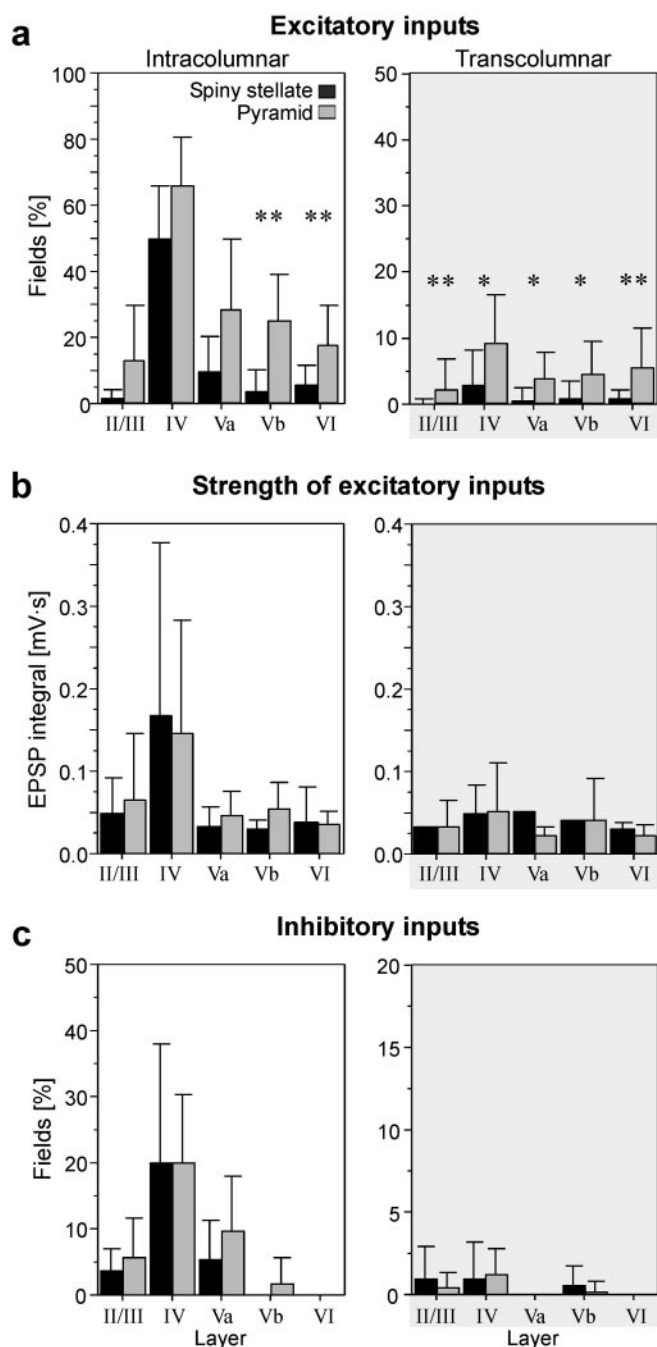 a
Excitatory inputs
Intracolumnar
Transcolumnar
Spiny stellate
Pyramid
Fields [%]
100
80
60
40
20
0
** **
II/III IV Va Vb VI
50
40
30
20
10
0
** * * * **
II/III IV Va Vb VI
b
Strength of excitatory inputs
EPSP integral [mV·s]
0.4
0.3
0.2
0.1
0.0
II/III IV Va Vb VI
0.4
0.3
0.2
0.1
0.0
II/III IV Va Vb VI
c
Inhibitory inputs
Fields [%]
50
40
30
20
10
0
II/III IV Va Vb VI
Layer
20
15
10
5
0
II/III IV Va Vb VI
Layer